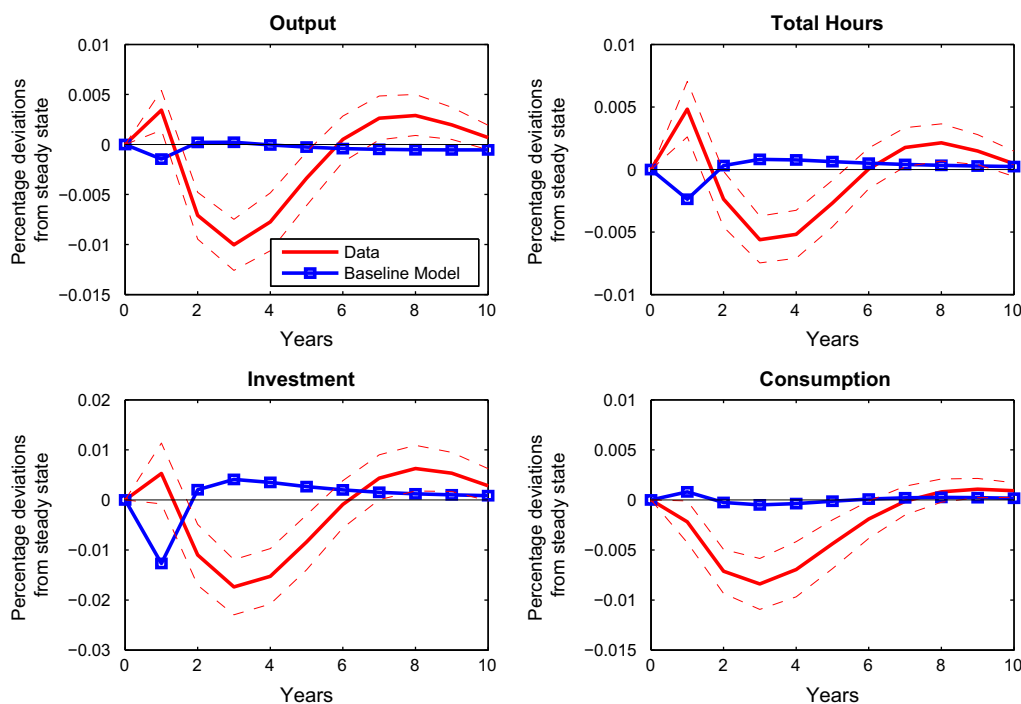 Output
Percentage deviations
from steady state
0.01
0.005
0
−0.005
−0.01
−0.015
0 2 4 6 8 10
Years
Data
Baseline Model
Total Hours
Percentage deviations
from steady state
0.01
0.005
0
−0.005
−0.01
0 2 4 6 8 10
Years
Investment
Percentage deviations
from steady state
0.02
0.01
0
−0.01
−0.02
−0.03
0 2 4 6 8 10
Years
Consumption
Percentage deviations
from steady state
0.01
0.005
0
−0.005
−0.01
−0.015
0 2 4 6 8 10
Years